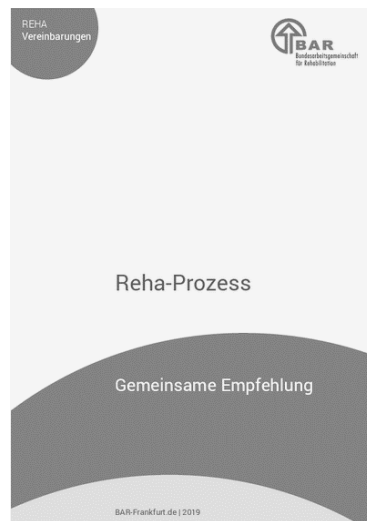 REHA
Vereinbarungen
BAR
Bundesarbeitsgemeinschaft
für Rehabilitation
Reha-Prozess
Gemeinsame Empfehlung
BAR-Frankfurt.de | 2019